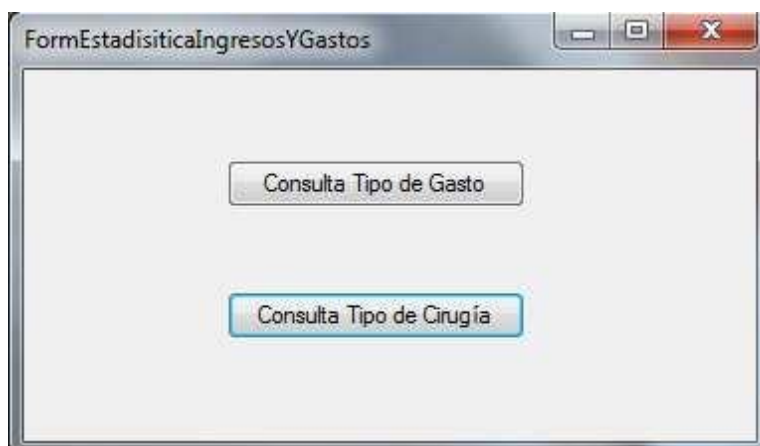 FormEstadisiticaIngresosYGastos
Consulta Tipo de Gasto
Consulta Tipo de Cirugía